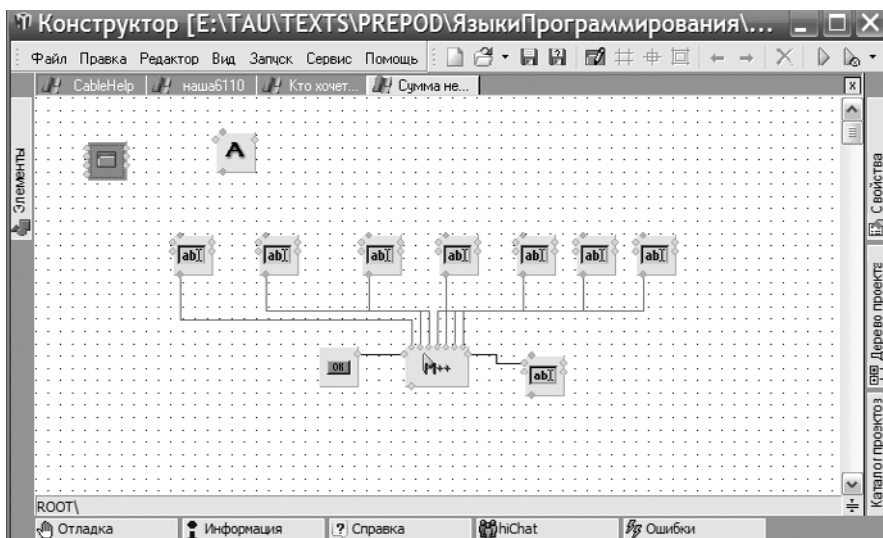 Конструктор [E:\TAU\TEXTS\PREPOD\ЯзыкиПрограммирования\...
Файл Правка Редактор Вид Запуск Сервис Помощь
CableHelp наша6110 Кто хочет... Сумма не...
Элементы
A
ab ab ab ab ab ab ab
OK M++ ab
Свойства
Дерево проекта
Каталог проектов
ROOT\
Отладка Информация Справка hiChat Ошибки